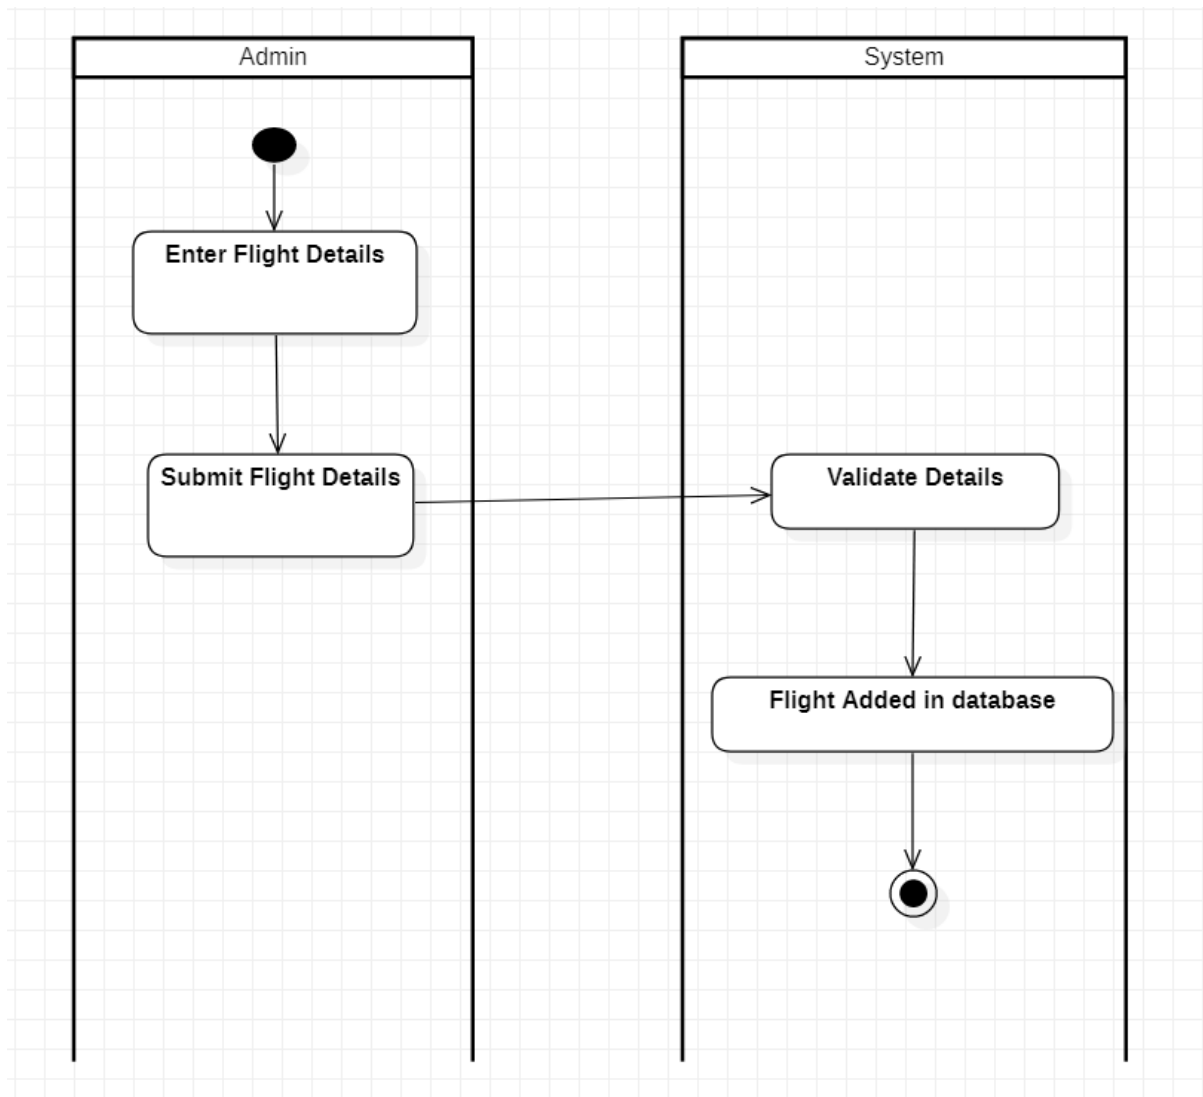 Admin
System
Enter Flight Details
Submit Flight Details
Validate Details
Flight Added in database